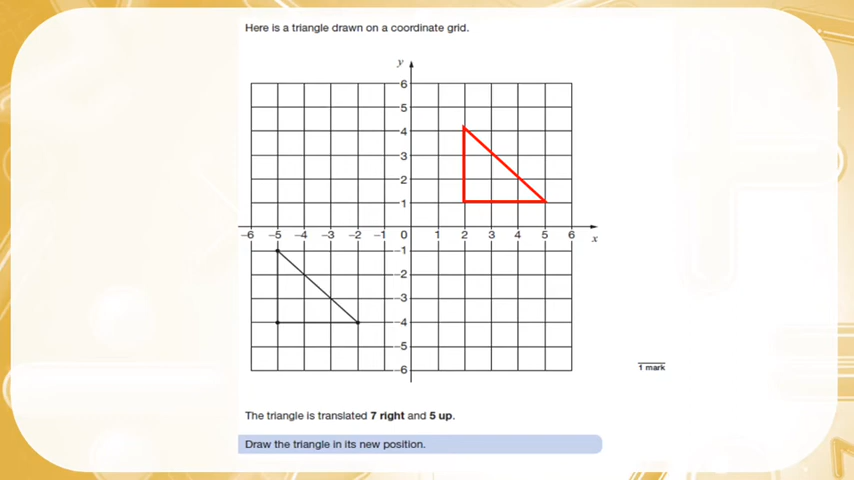 Here is a triangle drawn on a coordinate grid.
y
6
5
4
3
2
1
–6 –5 –4 –3 –2 –1 0 1 2 3 4 5 6
x
–1
–2
–3
–4
–5
–6
1 mark
The triangle is translated 7 right and 5 up.
Draw the triangle in its new position.